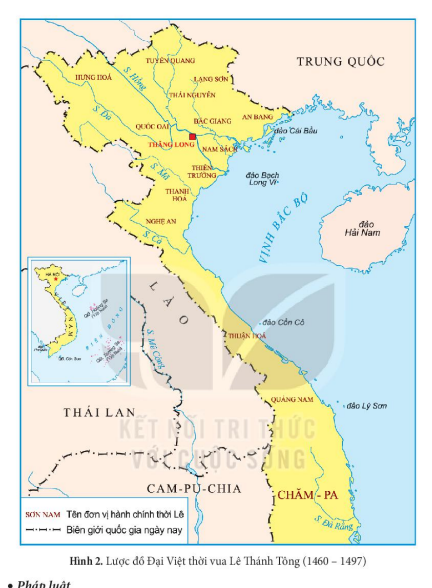 TRUNG QUỐC
TUYÊN QUANG
HƯNG HOÁ
LẠNG SƠN
S. Hồng
THÁI NGUYÊN
S. Đà
BẮC GIANG
AN BANG
QUỐC OAI
đảo Cái Bầu
THĂNG LONG
NAM SÁCH
THIÊN TRƯỜNG
đảo Bạch Long Vĩ
S. Mã
THANH HOÁ
VỊNH BẮC BỘ
đảo Hải Nam
NGHỆ AN
S. Cả
LÀO
VIỆT NAM
BIỂN ĐÔNG
S. Mê Công
đảo Cồn Cỏ
THUẬN HOÁ
QUẢNG NAM
đảo Lý Sơn
THÁI LAN
KẾT NỐI TRI THỨC
VỚI CUỘC SỐNG
CAM-PU-CHIA
CHĂM - PA
S. Đà Rằng
SƠN NAM Tên đơn vị hành chính thời Lê
Biên giới quốc gia ngày nay
Hình 2. Lược đồ Đại Việt thời vua Lê Thánh Tông (1460 – 1497)
• Pháp luật